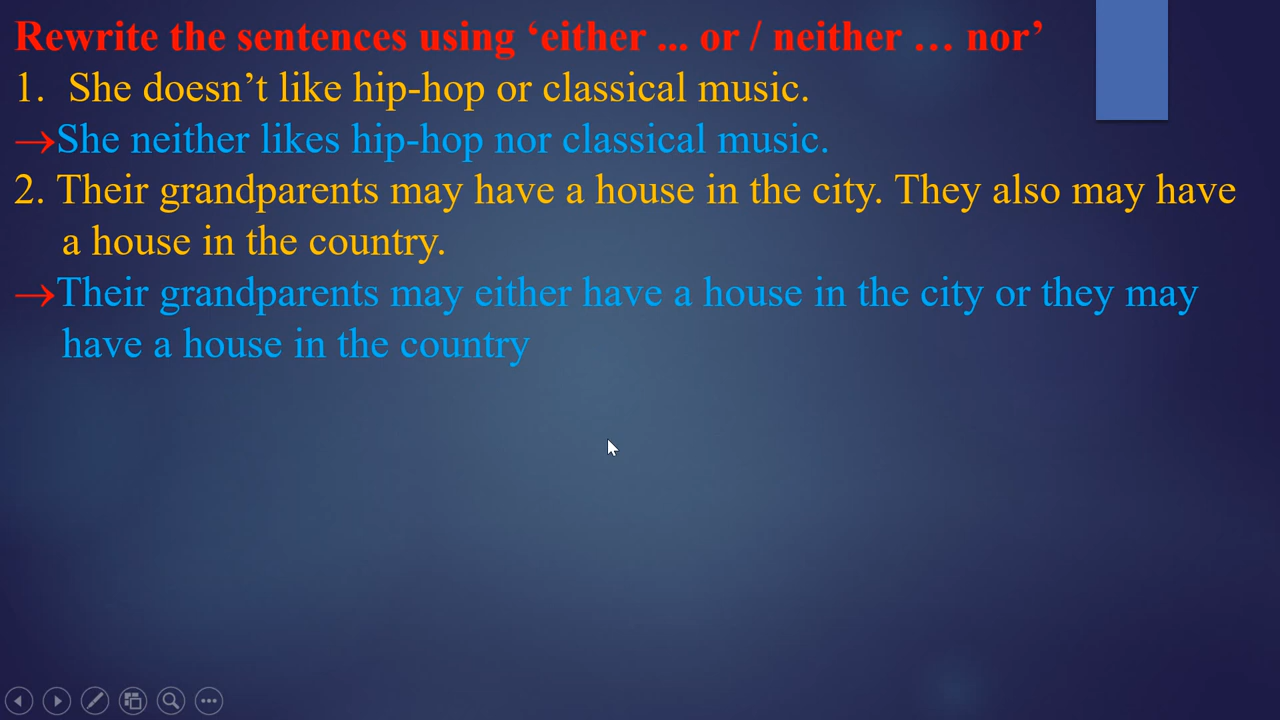 Rewrite the sentences using ‘either ... or / neither … nor’
1. She doesn’t like hip-hop or classical music.
→She neither likes hip-hop nor classical music.
2. Their grandparents may have a house in the city. They also may have
a house in the country.
→Their grandparents may either have a house in the city or they may
have a house in the country